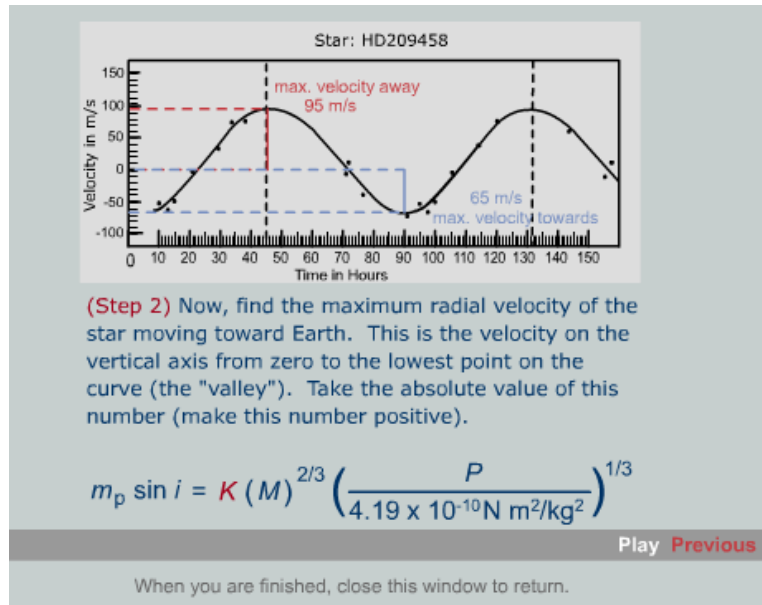 Star: HD209458
150
100
50
0
-50
-100
Velocity in m/s
max. velocity away
95 m/s
65 m/s
max. velocity towards
0 10 20 30 40 50 60 70 80 90 100 110 120 130 140 150
Time in Hours
(Step 2) Now, find the maximum radial velocity of the
star moving toward Earth. This is the velocity on the
vertical axis from zero to the lowest point on the
curve (the "valley"). Take the absolute value of this
number (make this number positive).
mₚ sin i = K (M)^2/3 (P / 4.19 x 10⁻¹⁰ N m²/kg²)^1/3
Play Previous
When you are finished, close this window to return.